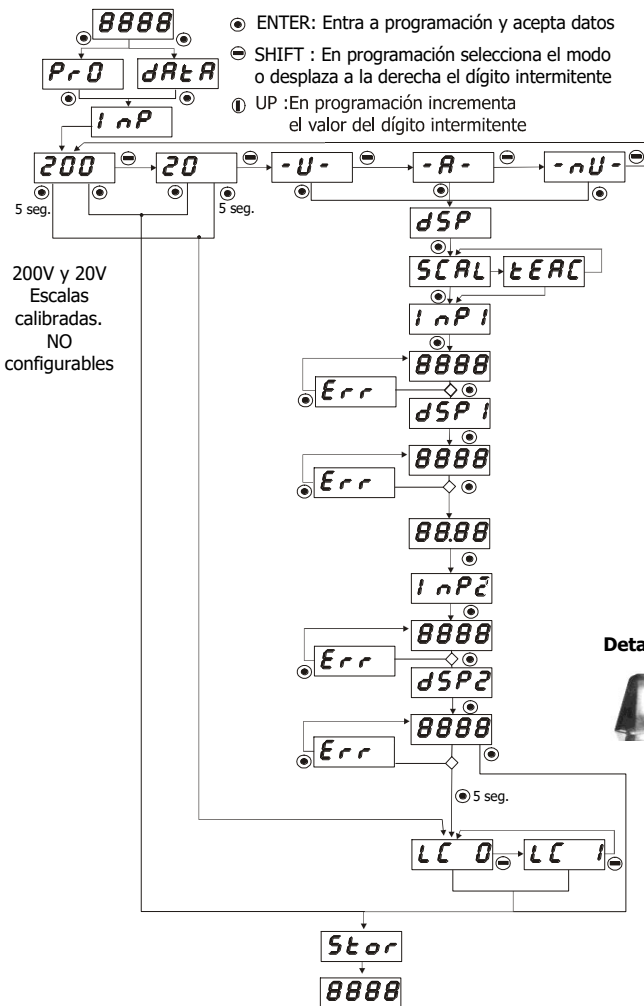 8888
ENTER: Entra a programación y acepta datos
Pr0
dAtA
SHIFT : En programación selecciona el modo
o desplaza a la derecha el dígito intermitente
InP
UP :En programación incrementa
el valor del dígito intermitente
200
20
-U-
-A-
-nU-
5 seg.
5 seg.
dSP
200V y 20V
Escalas
calibradas.
NO
configurables
SCAL
tEAC
InP1
8888
Err
dSP1
8888
Err
88.88
InP2
8888
Err
Deta
dSP2
8888
Err
5 seg.
LC 0
LC 1
Stor
8888